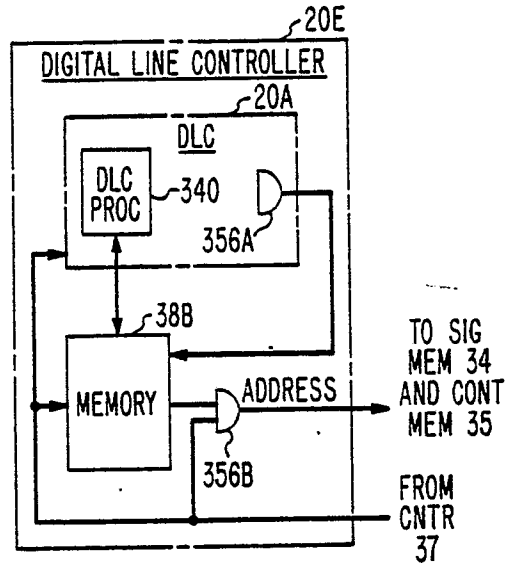 20E
DIGITAL LINE CONTROLLER
20A
DLC
DLC
PROC
340
356A
38B
MEMORY
ADDRESS
356B
TO SIG
MEM 34
AND CONT
MEM 35
FROM
CNTR
37